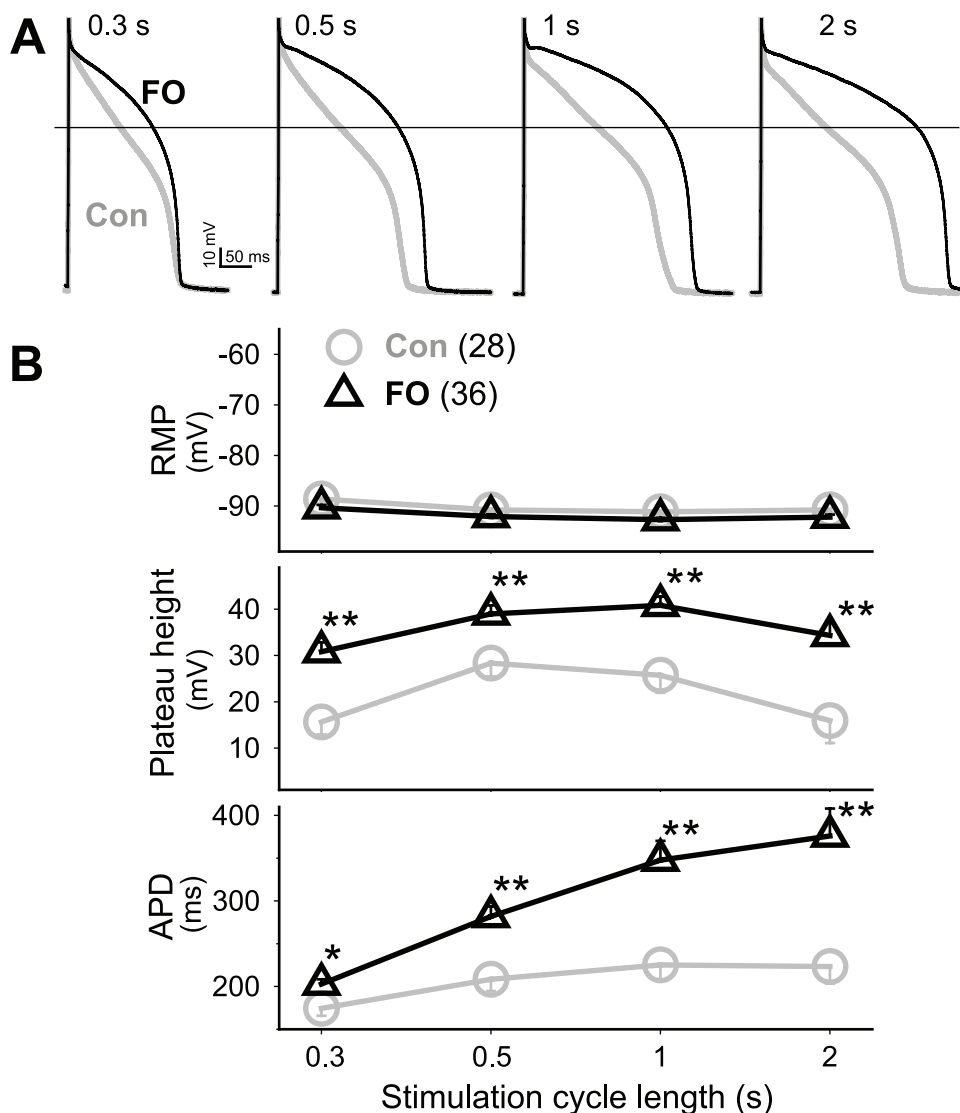 A
0.3 s
0.5 s
1 s
2 s
FO
Con
10 mV
50 ms
B
Con (28)
FO (36)
RMP
(mV)
-60
-70
-80
-90
Plateau height
(mV)
40
30
20
10
**
**
**
**
APD
(ms)
400
300
200
*
**
**
**
0.3
0.5
1
2
Stimulation cycle length (s)